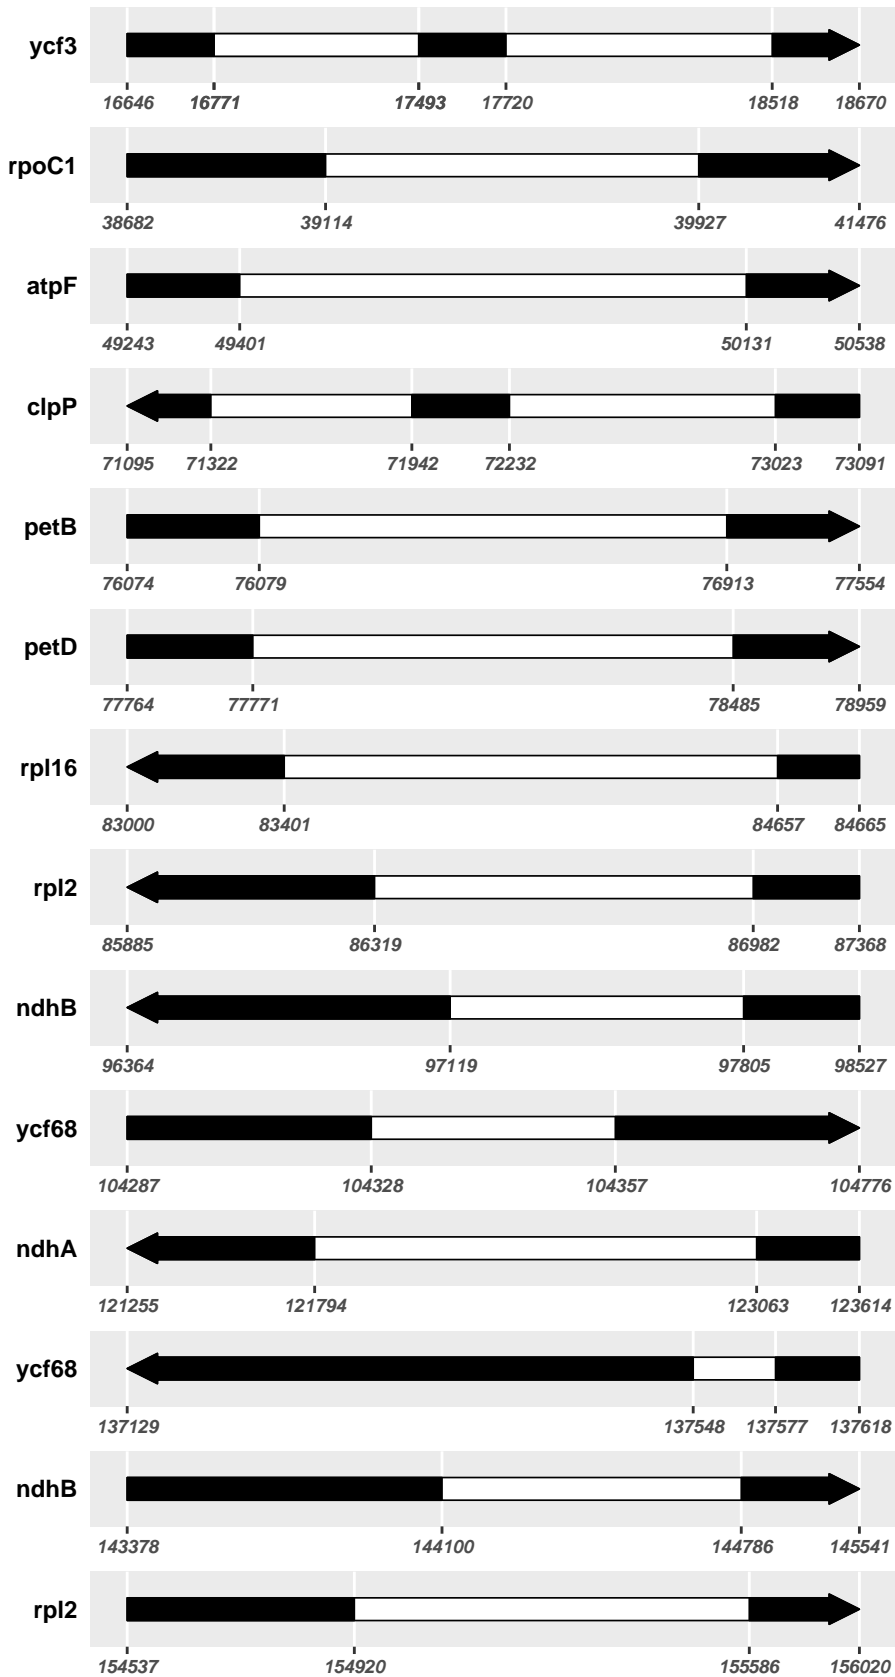 ycf3
16646 16771 17493 17720 18518 18670
rpoC1
38682 39114 39927 41476
atpF
49243 49401 50131 50538
clpP
71095 71322 71942 72232 73023 73091
petB
76074 76079 76913 77554
petD
77764 77771 78485 78959
rpl16
83000 83401 84657 84665
rpl2
85885 86319 86982 87368
ndhB
96364 97119 97805 98527
ycf68
104287 104328 104357 104776
ndhA
121255 121794 123063 123614
ycf68
137129 137548 137577 137618
ndhB
143378 144100 144786 145541
rpl2
154537 154920 155586 156020